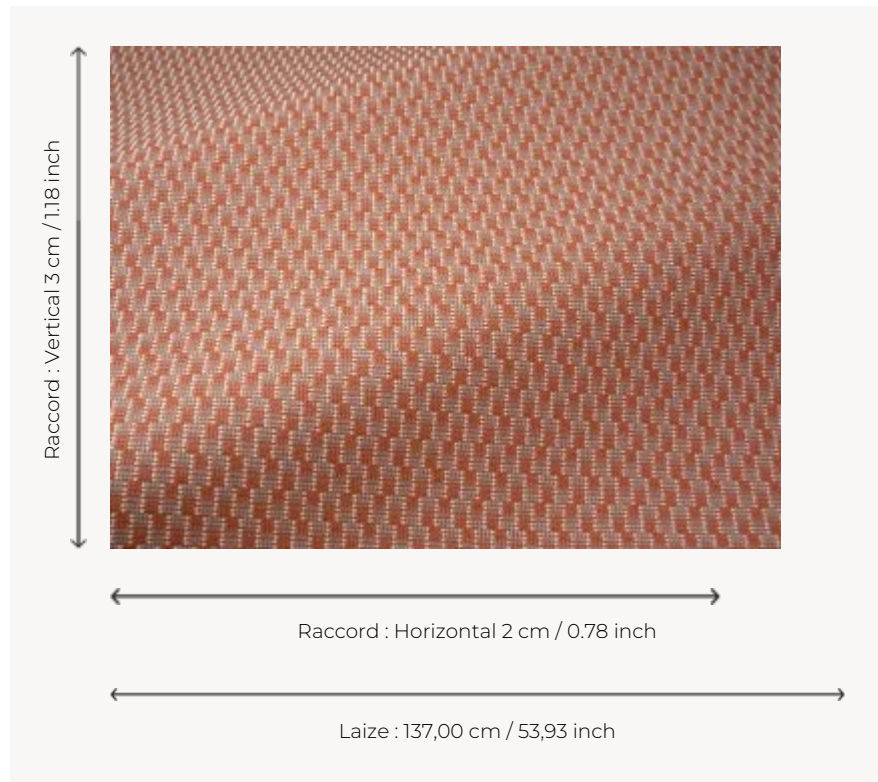 Raccord : Vertical 3 cm / 1.18 inch
Raccord : Horizontal 2 cm / 0.78 inch
Laize : 137,00 cm / 53,93 inch